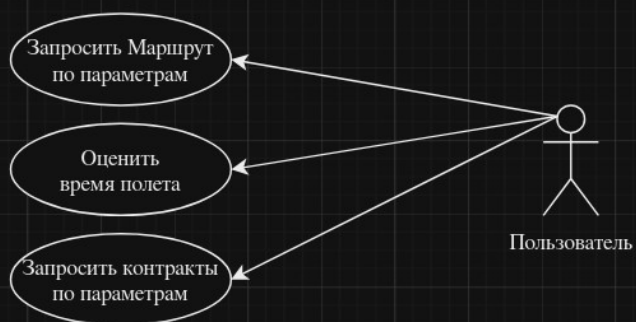 Запросить Маршрут
по параметрам
Оценить
время полета
Пользователь
Запросить контракты
по параметрам